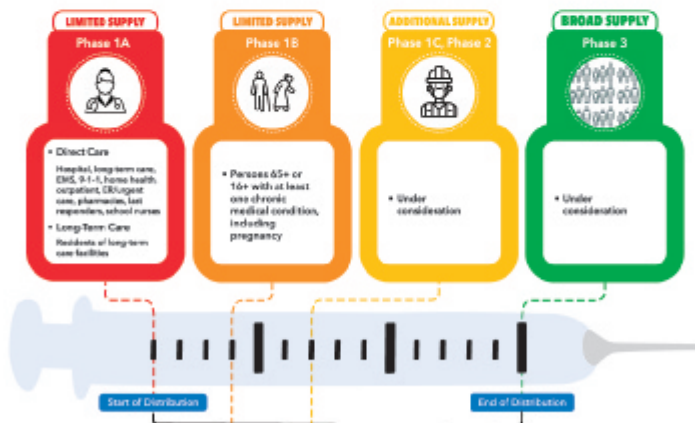 LIMITED SUPPLY
Phase 1A
• Direct Care
Hospital, long-term care,
EMS, 9-1-1, home health,
outpatient, ER/urgent
care, pharmacies, last
responders, school nurses
• Long-Term Care
Residents of long-term
care facilities
LIMITED SUPPLY
Phase 1B
• Persons 65+ or
16+ with at least
one chronic
medical condition,
including
pregnancy
ADDITIONAL SUPPLY
Phase 1C, Phase 2
• Under
consideration
BROAD SUPPLY
Phase 3
• Under
consideration
Start of Distribution
End of Distribution